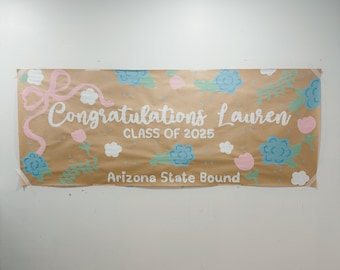 Congratulations Lauren
CLASS OF 2025
Arizona State Bound